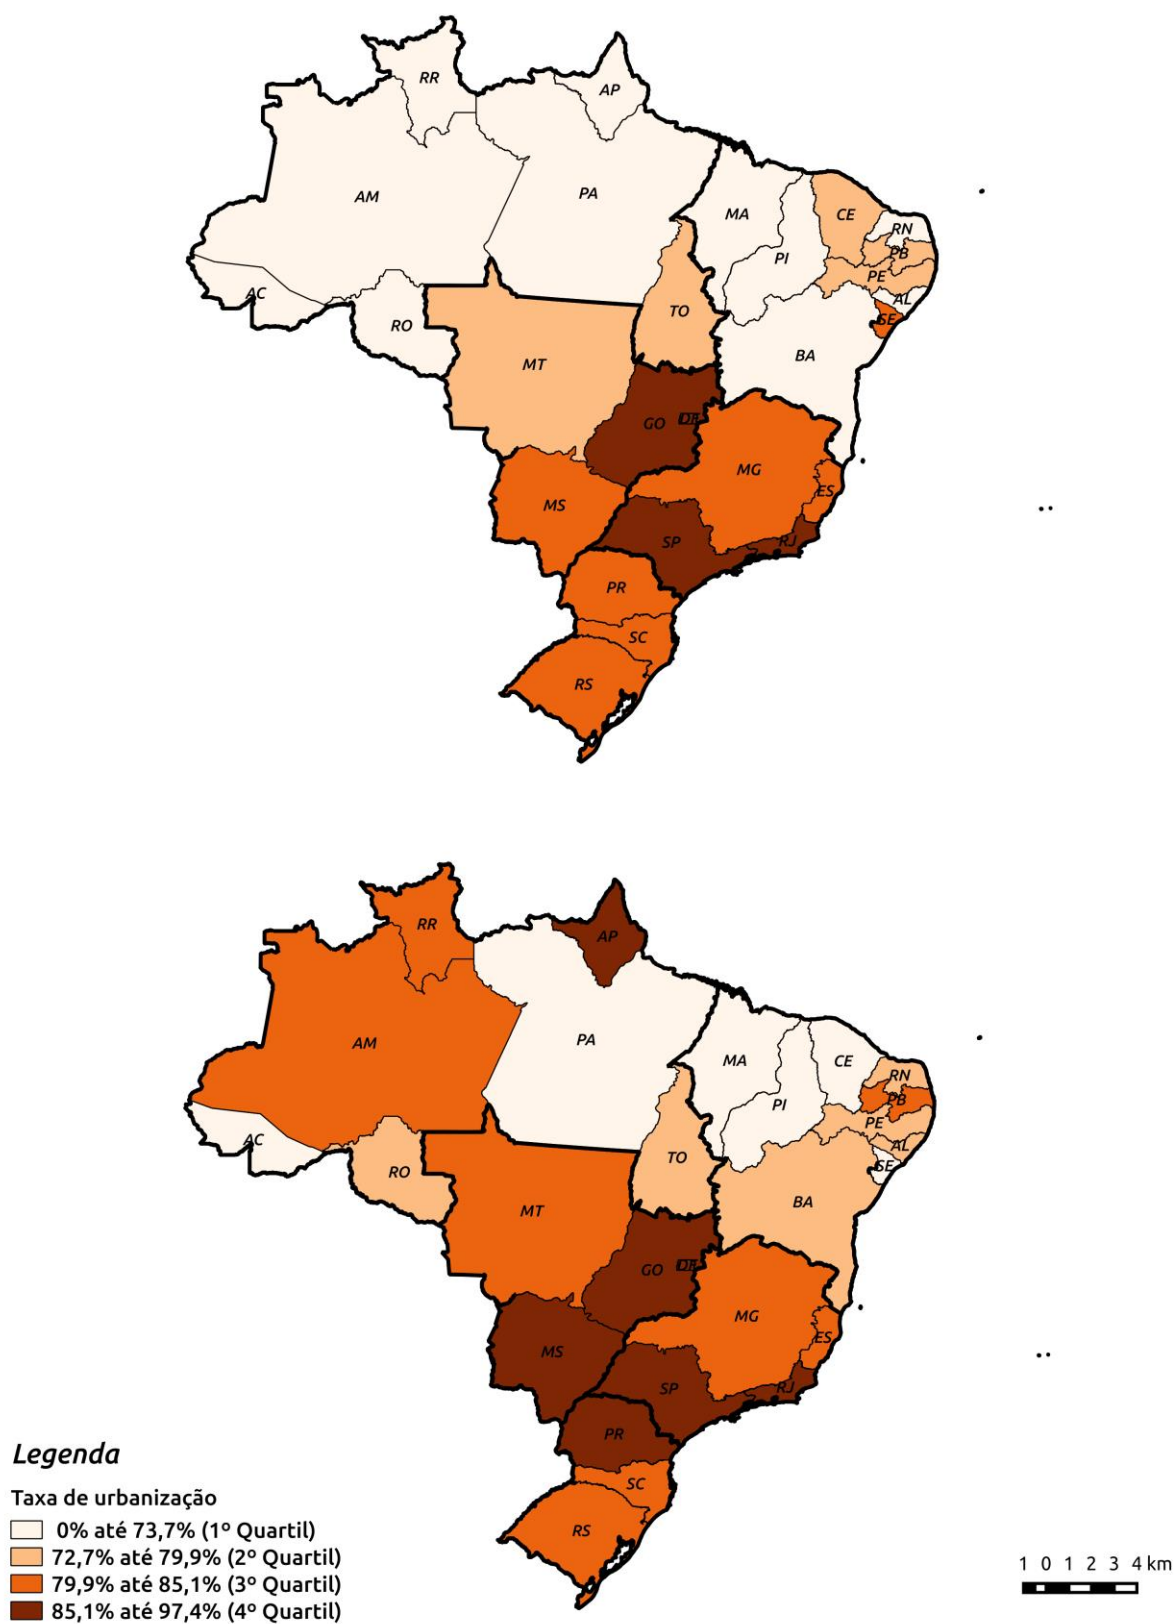 RR
AP
AM
PA
MA
CE
RN
PB
PI
PE
AL
SE
AC
RO
TO
BA
MT
GO
DF
MG
ES
MS
SP
RJ
PR
SC
RS
RR
AP
AM
PA
MA
CE
RN
PB
PI
PE
AL
SE
AC
RO
TO
BA
MT
GO
DF
MG
ES
MS
SP
RJ
PR
SC
RS
Legenda
Taxa de urbanização
0% até 73,7% (1º Quartil)
72,7% até 79,9% (2º Quartil)
79,9% até 85,1% (3º Quartil)
85,1% até 97,4% (4º Quartil)
1 0 1 2 3 4 km